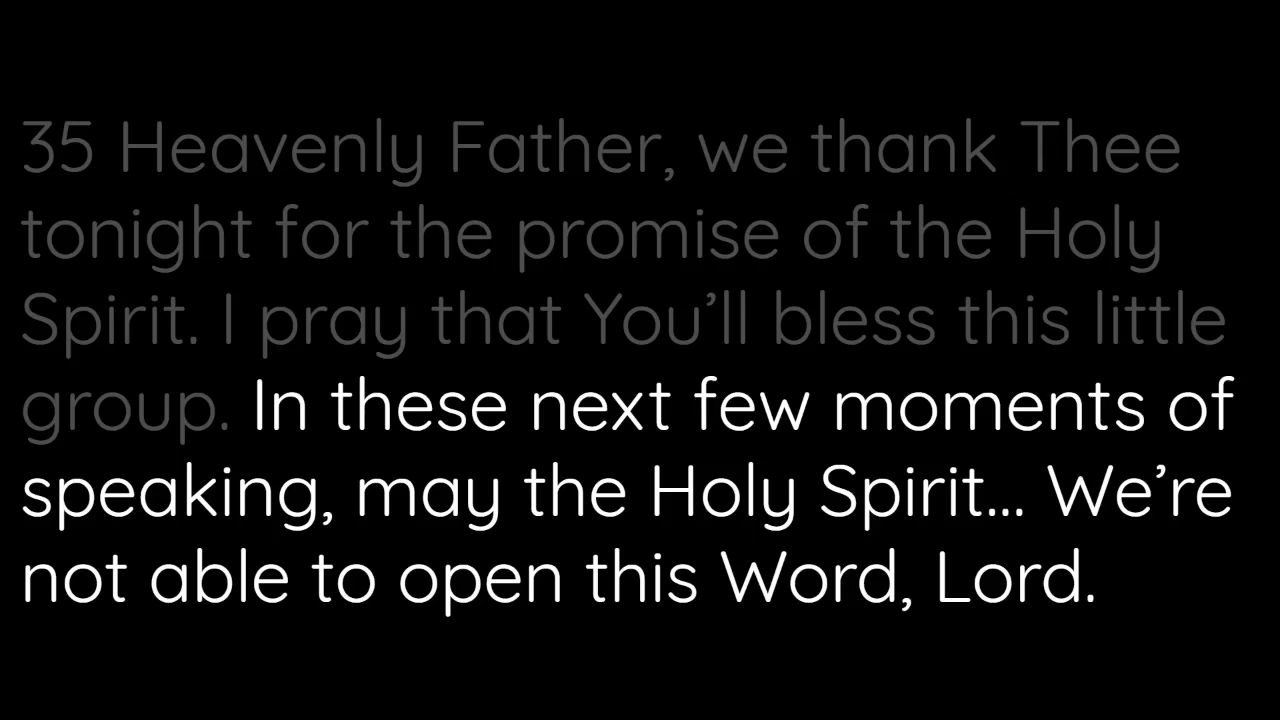 35 Heavenly Father, we thank Thee
tonight for the promise of the Holy
Spirit. I pray that You’ll bless this little
group. In these next few moments of
speaking, may the Holy Spirit... We’re
not able to open this Word, Lord.